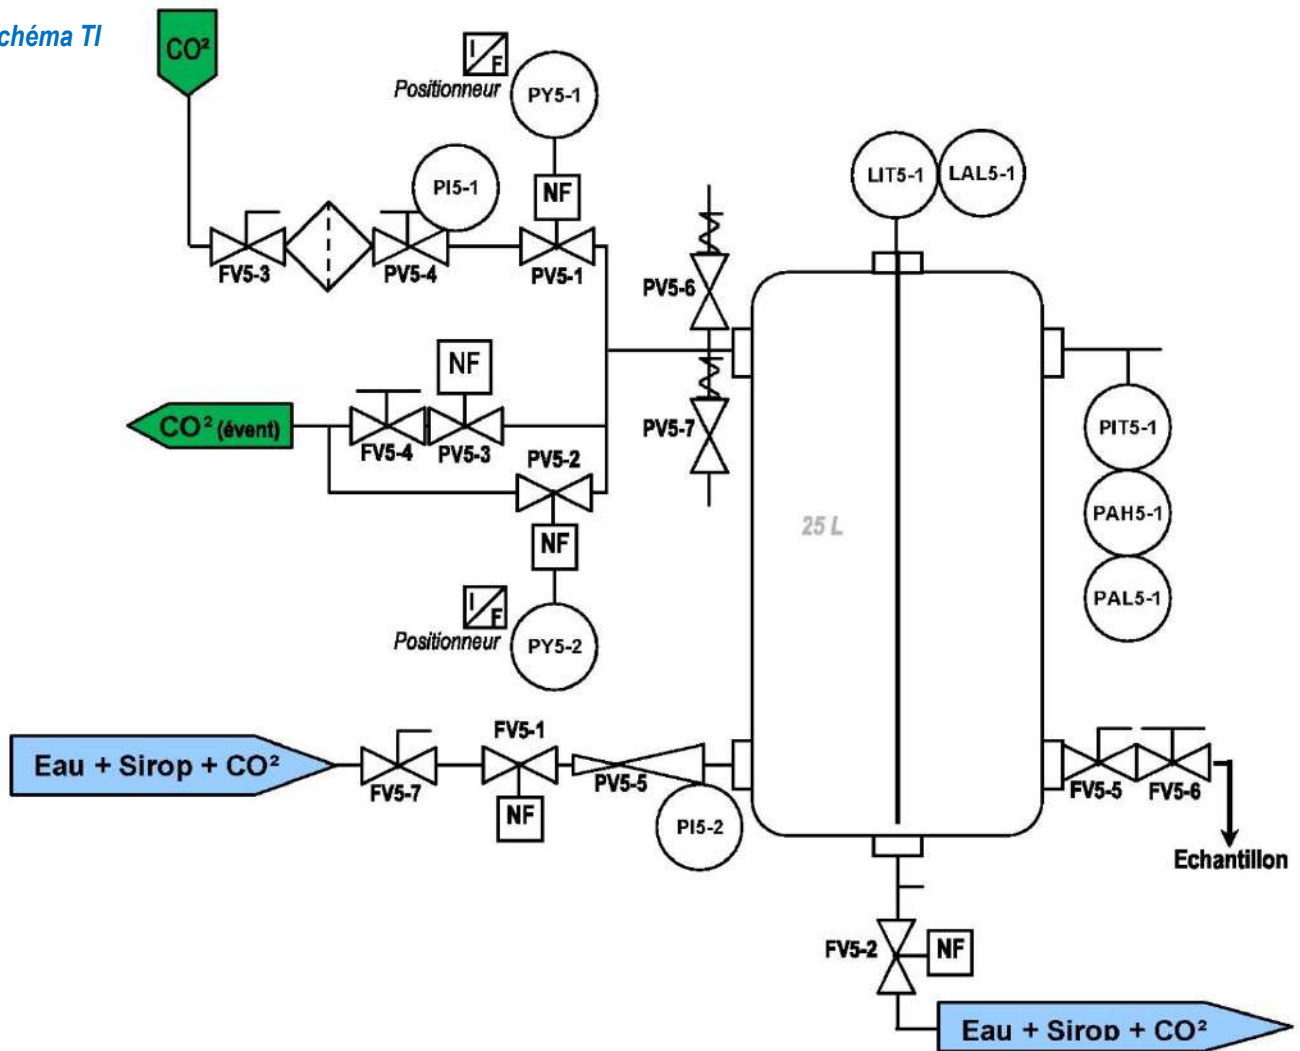 chéma TI
CO²
I/F
Positionneur
PY5-1
NF
PI5-1
FV5-3
PV5-4
PV5-1
LIT5-1
LAL5-1
PV5-6
NF
CO² (évent)
FV5-4
PV5-3
PV5-2
PV5-7
NF
25 L
PIT5-1
PAH5-1
PAL5-1
I/F
Positionneur
PY5-2
Eau + Sirop + CO²
FV5-7
FV5-1
NF
PV5-5
PI5-2
FV5-5
FV5-6
Echantillon
FV5-2
NF
Eau + Sirop + CO²